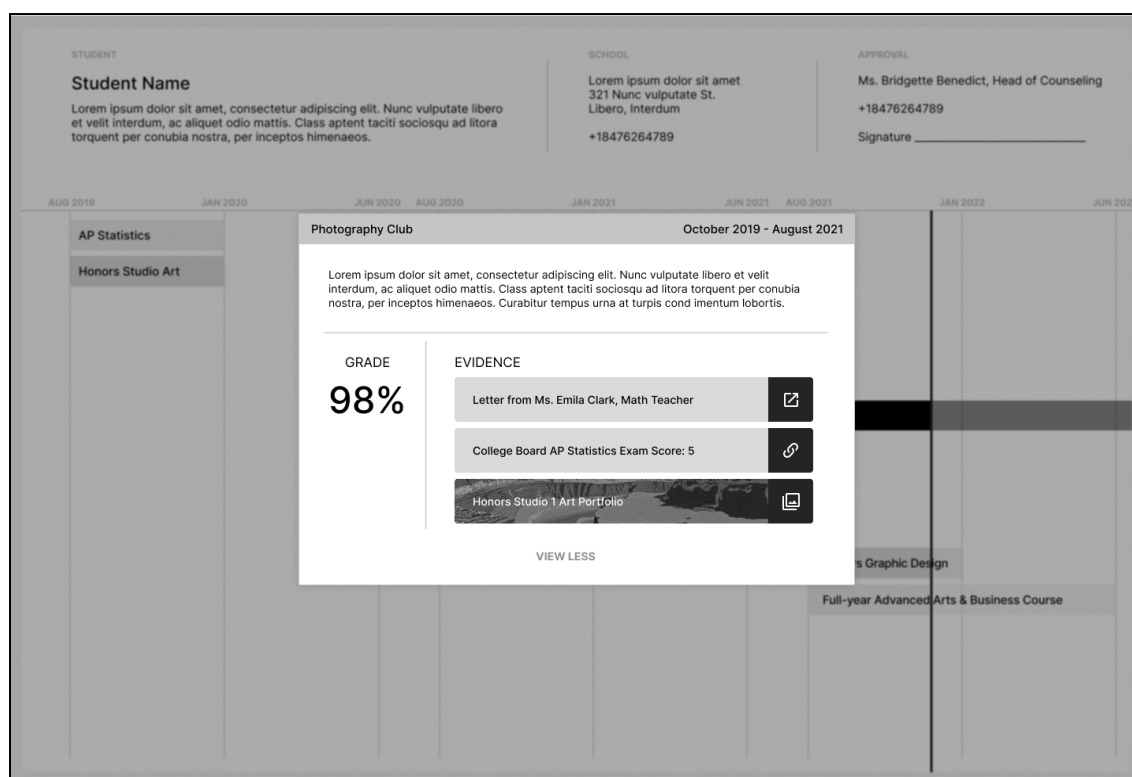 STUDENT
Student Name
Lorem ipsum dolor sit amet, consectetur adipiscing elit. Nunc vulputate libero
et velit interdum, ac aliquet odio mattis. Class aptent taciti sociosqu ad litora
torquent per conubia nostra, per inceptos himenaeos.
SCHOOL
Lorem ipsum dolor sit amet
321 Nunc vulputate St.
Libero, Interdum
+18476264789
APPROVAL
Ms. Bridgette Benedict, Head of Counseling
+18476264789
Signature
AUG 2019 JAN 2020 JUN 2020 AUG 2020 JAN 2021 JUN 2021 AUG 2021 JAN 2022 JUN 202
AP Statistics
Honors Studio Art
Photography Club October 2019 - August 2021
Lorem ipsum dolor sit amet, consectetur adipiscing elit. Nunc vulputate libero et velit
interdum, ac aliquet odio mattis. Class aptent taciti sociosqu ad litora torquent per conubia
nostra, per inceptos himenaeos. Curabitur tempus urna at turpis cond imentum lobortis.
GRADE
98%
EVIDENCE
Letter from Ms. Emila Clark, Math Teacher
College Board AP Statistics Exam Score: 5
Honors Studio 1 Art Portfolio
VIEW LESS
s Graphic Design
Full-year Advanced Arts & Business Course